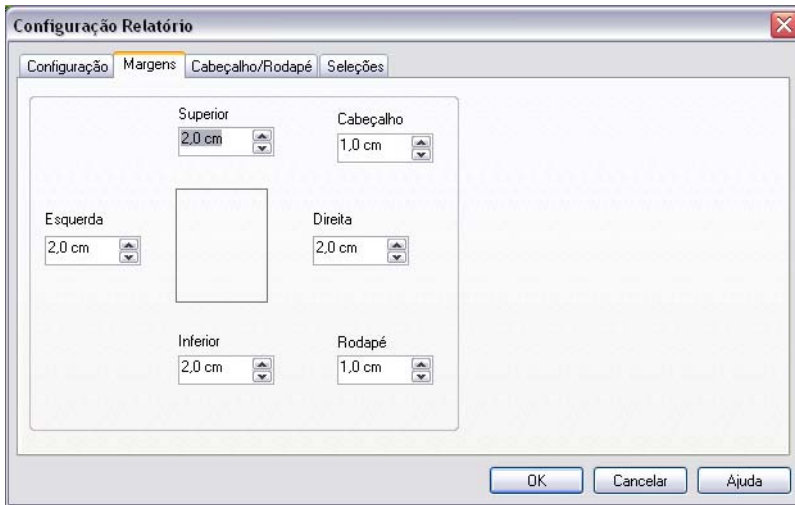 Configuração Relatório
Configuração Margens Cabeçalho/Rodapé Seleções
Superior Cabeçalho
2,0 cm 1,0 cm
Esquerda Direita
2,0 cm 2,0 cm
Inferior Rodapé
2,0 cm 1,0 cm
OK Cancelar Ajuda